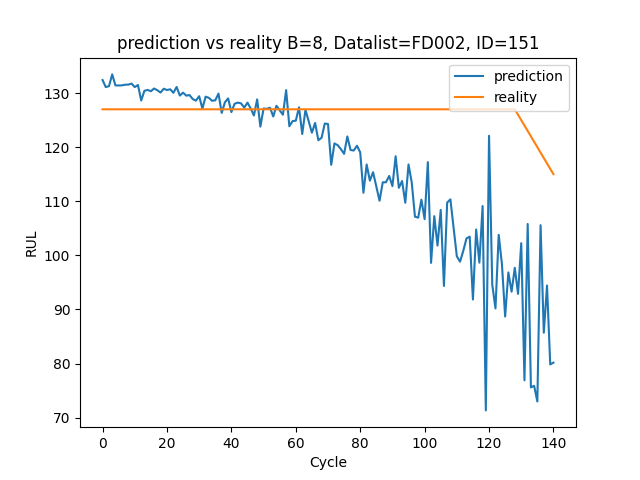 prediction vs reality B=8, Datalist=FD002, ID=151
prediction
reality
130
120
110
100
90
80
70
RUL
0 20 40 60 80 100 120 140
Cycle